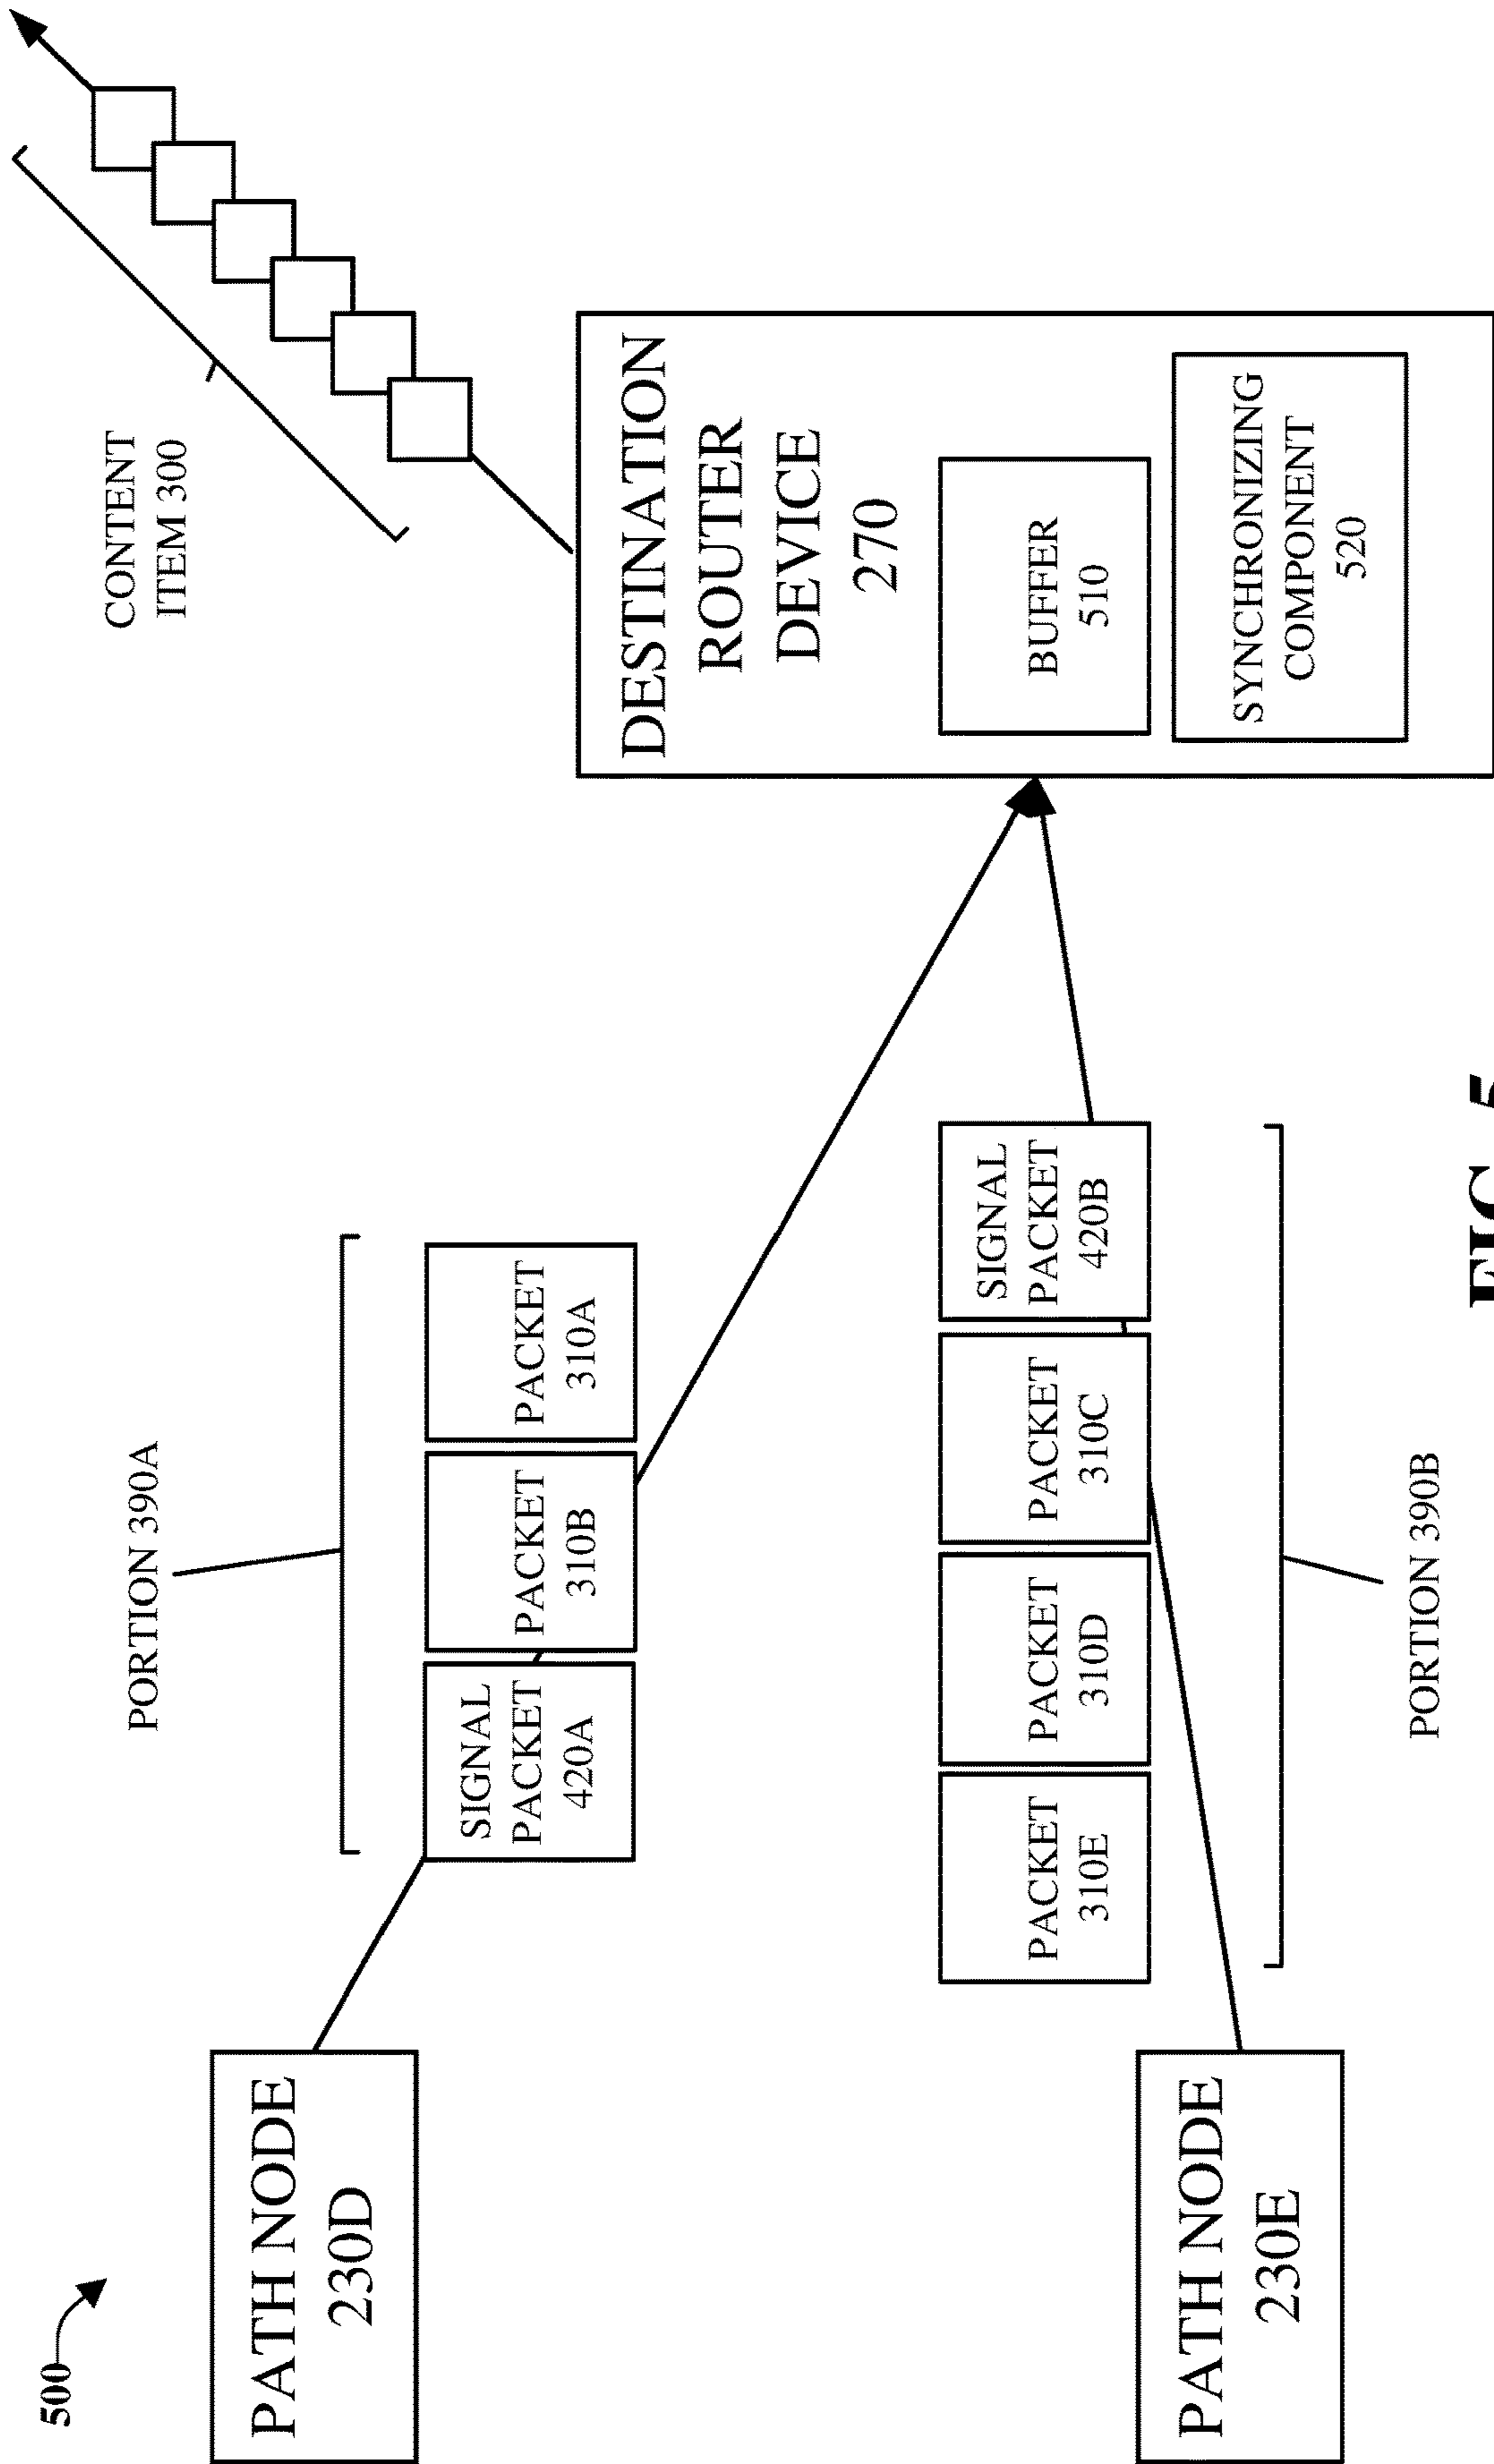 500
CONTENT
ITEM 300
PORTION 390A
PATH NODE
230D
SIGNAL
PACKET
420A
PACKET
310B
PACKET
310A
DESTINATION
ROUTER
DEVICE
270
BUFFER
510
SYNCHRONIZING
COMPONENT
520
PACKET
310E
PACKET
310D
PACKET
310C
SIGNAL
PACKET
420B
PATH NODE
230E
PORTION 390B
FIG. 5